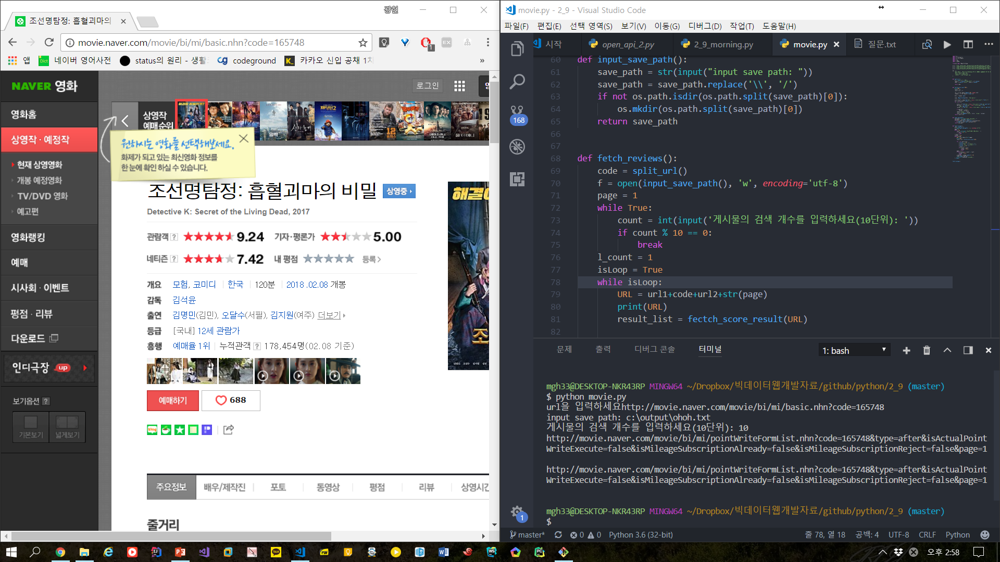 광현
조선명탐정: 흡혈괴마의
movie.naver.com/movie/bi/mi/basic.nhn?code=165748
1
앱
Dict
네이버 영어사전
status의 원리 - 생활
codeground
카카오 신입 공채 1차
NAVER 영화
영화홈
상영작 · 예정작
현재 상영영화
개봉 예정영화
TV/DVD 영화
예고편
영화랭킹
예매
시사회 · 이벤트
평점 · 리뷰
다운로드
인디극장 up
보기옵션 ?
기본보기
넓게보기
로그인
상영작
예매순위
원하시는 영화를 선택해보세요.
화제가 되고 있는 최신영화 정보를
한 눈에 확인 하실 수 있습니다.
조선명탐정: 흡혈괴마의 비밀 상영중
Detective K: Secret of the Living Dead, 2017
관람객 ? 9.24 기자·평론가 5.00
네티즌 ? 7.42 내 평점 등록
개요 모험, 코미디 한국 120분 2018 .02.08 개봉
감독 김석윤
출연 김명민(김민), 오달수(서필), 김지원(여주) 더보기
등급 [국내] 12세 관람가
흥행 예매율 1위 누적관객 ? 178,454명(02.08 기준)
예매하기
688
blog
주요정보 배우/제작진 포토 동영상 평점 리뷰 상영시간
줄거리
movie.py - 2_9 - Visual Studio Code
파일(F) 편집(E) 선택 영역(S) 보기(V) 이동(G) 디버그(D) 작업(T) 도움말(H)
시작
open_api_2.py
2_9_morning.py
movie.py
질문.txt
168
60 def input_save_path():
61 save_path = str(input("input save path: "))
62 save_path = save_path.replace('\\', '/')
63 if not os.path.isdir(os.path.split(save_path)[0]):
64 os.mkdir(os.path.split(save_path)[0])
65 return save_path
66
67
68 def fetch_reviews():
69 code = split_url()
70 f = open(input_save_path(), 'w', encoding='utf-8')
71 page = 1
72 while True:
73 count = int(input('게시물의 검색 개수를 입력하세요(10단위): '))
74 if count % 10 == 0:
75 break
76 l_count = 1
77 isLoop = True
78 while isLoop:
79 URL = url1+code+url2+str(page)
80 print(URL)
81 result_list = fectch_score_result(URL)
82
문제 출력 디버그 콘솔 터미널 1: bash
mgh33@DESKTOP-NKR43RP MINGW64 ~/Dropbox/빅데이터웹개발자료/github/python/2_9 (master)
$ python movie.py
url을 입력하세요http://movie.naver.com/movie/bi/mi/basic.nhn?code=165748
input save path: c:\output\ohoh.txt
게시물의 검색 개수를 입력하세요(10단위): 10
http://movie.naver.com/movie/bi/mi/pointWriteFormList.nhn?code=165748&type=after&isActualPoint
WriteExecute=false&isMileageSubscriptionAlready=false&isMileageSubscriptionReject=false&page=1
http://movie.naver.com/movie/bi/mi/pointWriteFormList.nhn?code=165748&type=after&isActualPoint
WriteExecute=false&isMileageSubscriptionAlready=false&isMileageSubscriptionReject=false&page=1
mgh33@DESKTOP-NKR43RP MINGW64 ~/Dropbox/빅데이터웹개발자료/github/python/2_9 (master)
$
1
master* 0 0 Python 3.6 (32-bit) 줄 78, 열 18 공백: 4 UTF-8 CRLF Python
오후 2:58